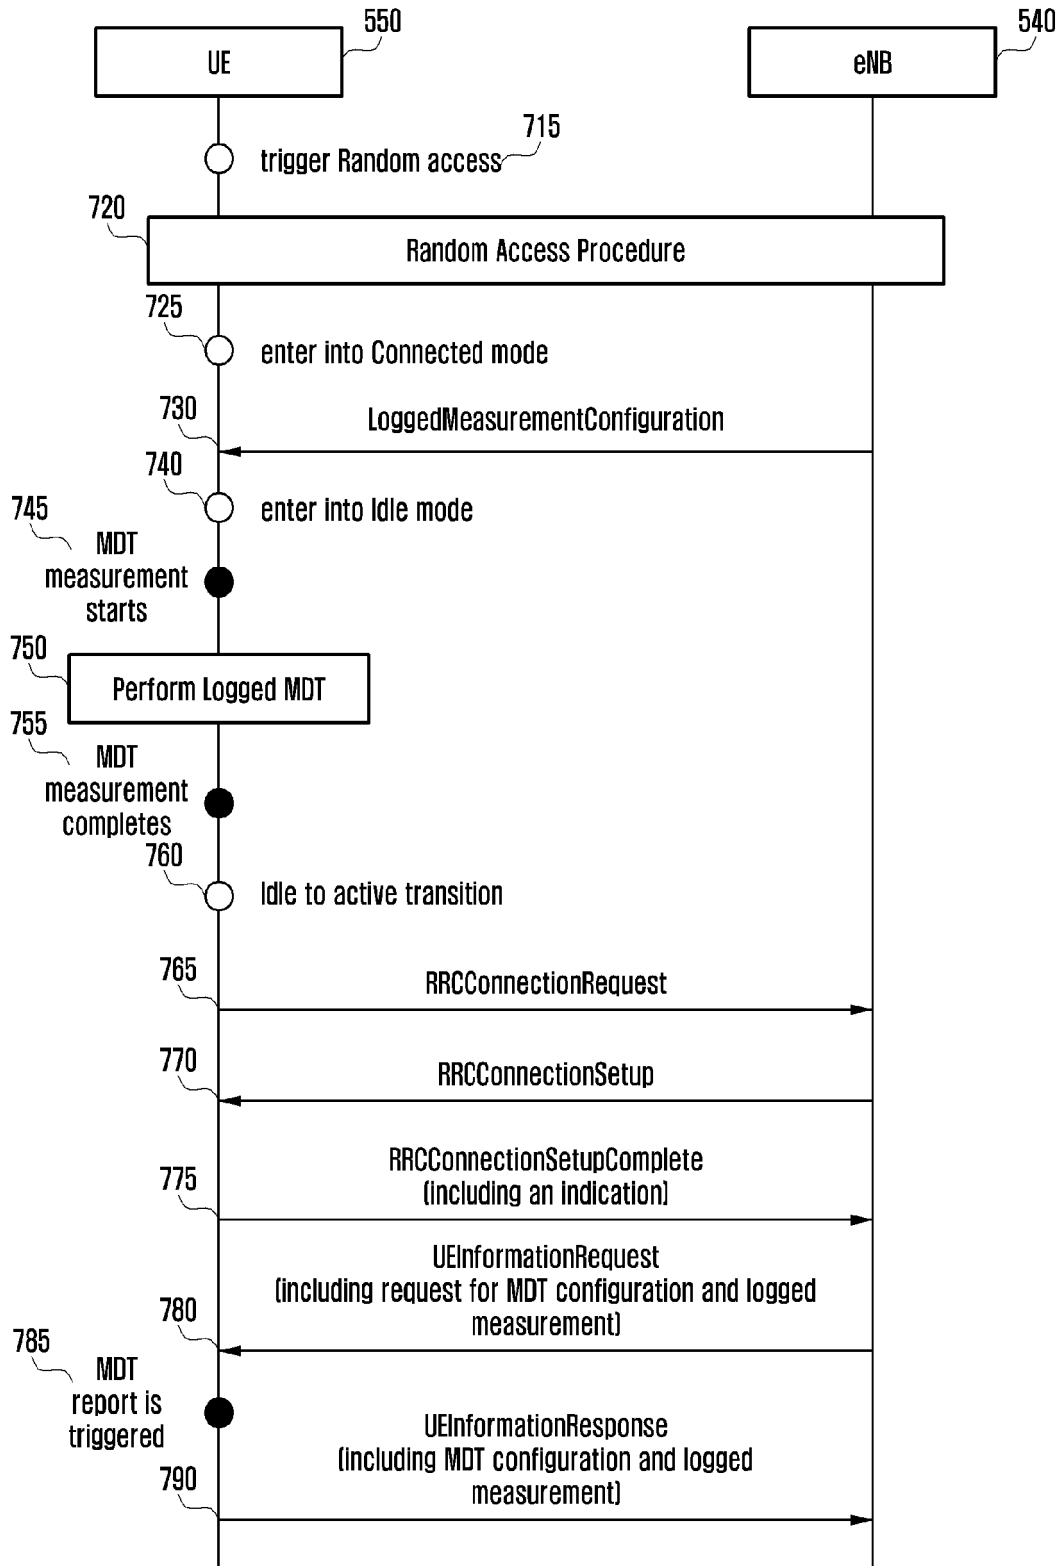 550
540
UE
eNB
715
trigger Random access
720
Random Access Procedure
725
enter into Connected mode
730
LoggedMeasurementConfiguration
740
enter into Idle mode
745
MDT
measurement
starts
750
Perform Logged MDT
755
MDT
measurement
completes
760
Idle to active transition
765
RRCConnectionRequest
770
RRCConnectionSetup
775
RRCConnectionSetupComplete
(including an indication)
UEInformationRequest
(including request for MDT configuration and logged
measurement)
780
785
MDT
report is
triggered
UEInformationResponse
(including MDT configuration and logged
measurement)
790